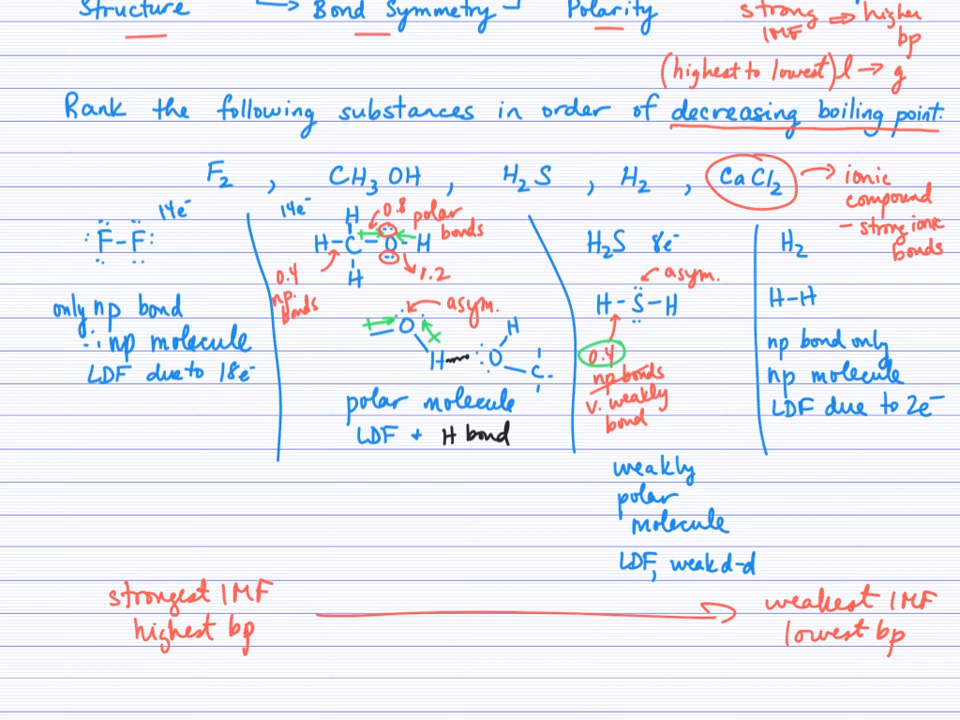 Structure → Bond Symmetry Polarity
strong ⇒ higher
IMF bp
(highest to lowest) l → g
Rank the following substances in order of decreasing boiling point.
F2 , CH3OH , H2S , H2 , CaCl2 → ionic
compound
- strong ionic
bonds
14e-
:F-F:
only np bond
∴ np molecule
LDF due to 18e-
14e-
H 0.8 polar
bonds
H-C-O-H
H 1.2
0.4
np.
bonds
asym.
=O
H
H O
C
polar molecule
LDF + H bond
H2S 8e-
asym.
H-S-H
0.4
np bonds
v. weakly
bond
weakly
polar
molecule
LDF, weak d-d
H2
H-H
np bond only
np molecule
LDF due to 2e-
strongest IMF
highest bp
weakest IMF
lowest bp